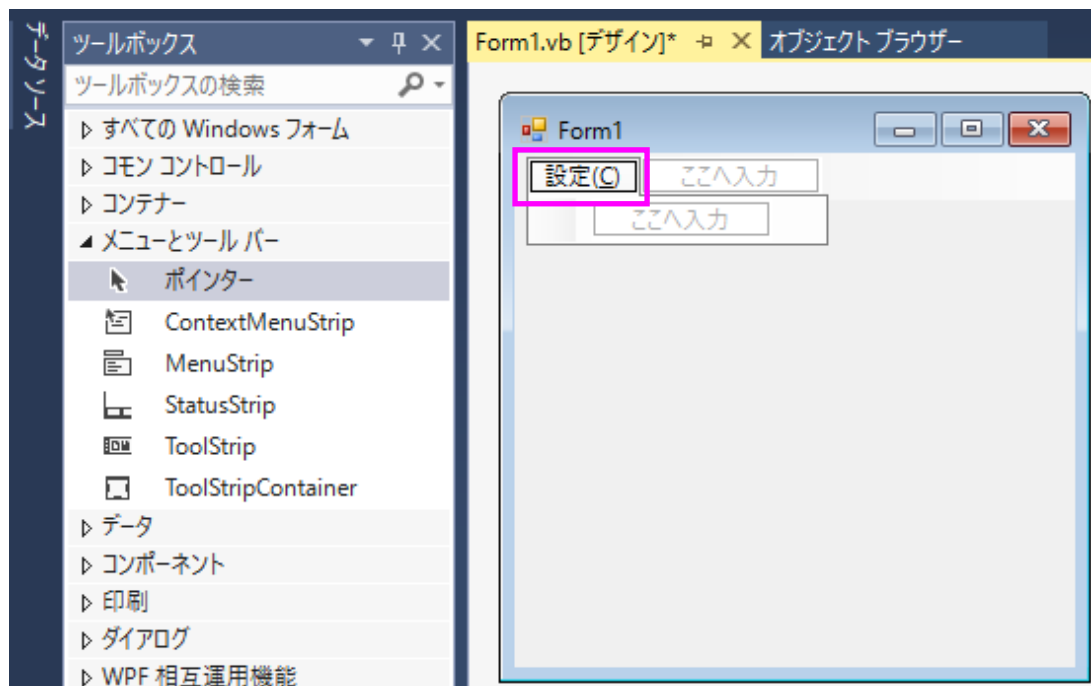 データ ソース
ツールボックス
ツールボックスの検索
すべての Windows フォーム
コモン コントロール
コンテナー
メニューとツール バー
ポインター
ContextMenuStrip
MenuStrip
StatusStrip
ToolStrip
ToolStripContainer
データ
コンポーネント
印刷
ダイアログ
WPF 相互運用機能
Form1.vb [デザイン]*
オブジェクト ブラウザー
Form1
設定(C)
ここへ入力
ここへ入力